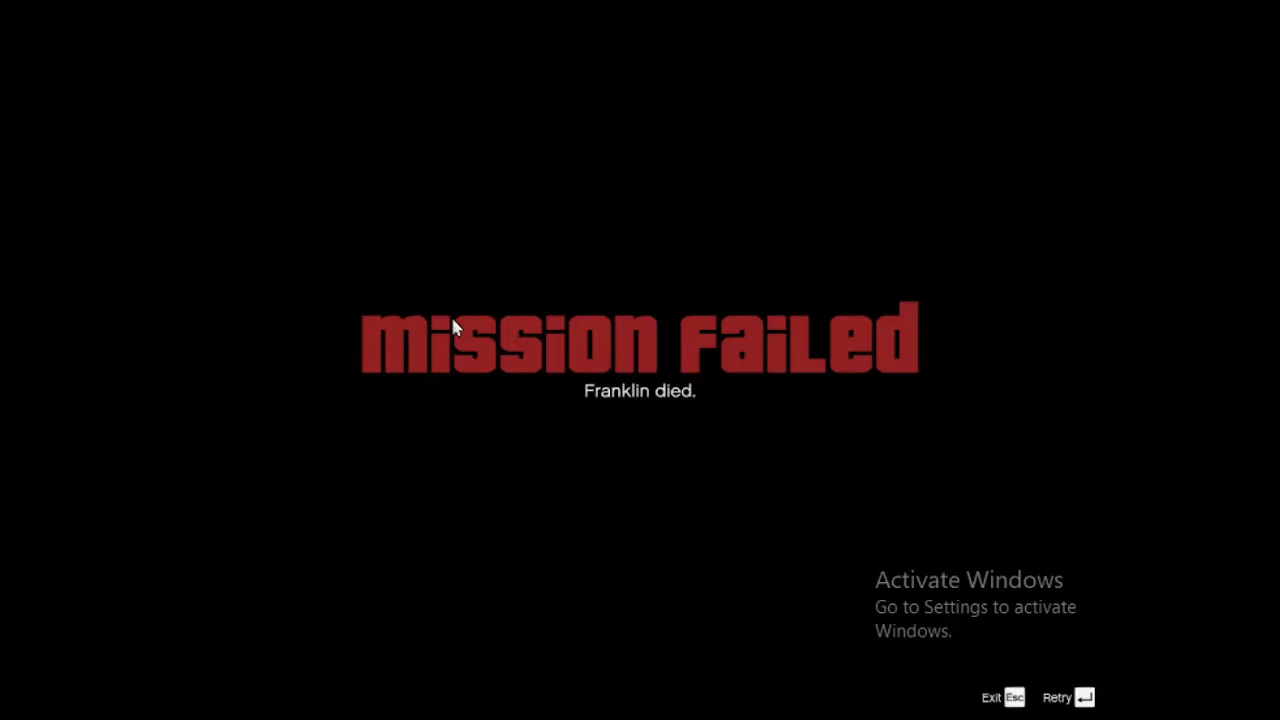 mission failed
Franklin died.
Activate Windows
Go to Settings to activate
Windows.
Exit Esc Retry